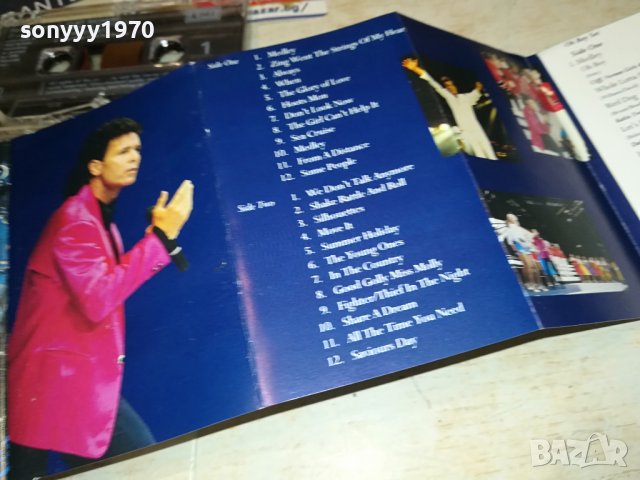 sonyyy1970
1
Side One
1. Medley
2. Zing Went The Strings Of My Heart
3. Always
4. When
5. The Glory of Love
6. Hoots Mon
7. Don't Look Now
8. The Girl Can't Help It
9. Sea Cruise
10. Medley
11. From A Distance
12. Some People
Side Two
1. We Don't Talk Anymore
2. Shake Rattle And Roll
3. Silhouettes
4. Move It
5. Summer Holiday
6. The Young Ones
7. In The Country
8. Good Golly Miss Molly
9. Fighter/Thief In The Night
10. Share A Dream
11. All The Time You Need
12. Saviours Day
Side One
BAZAR.bg